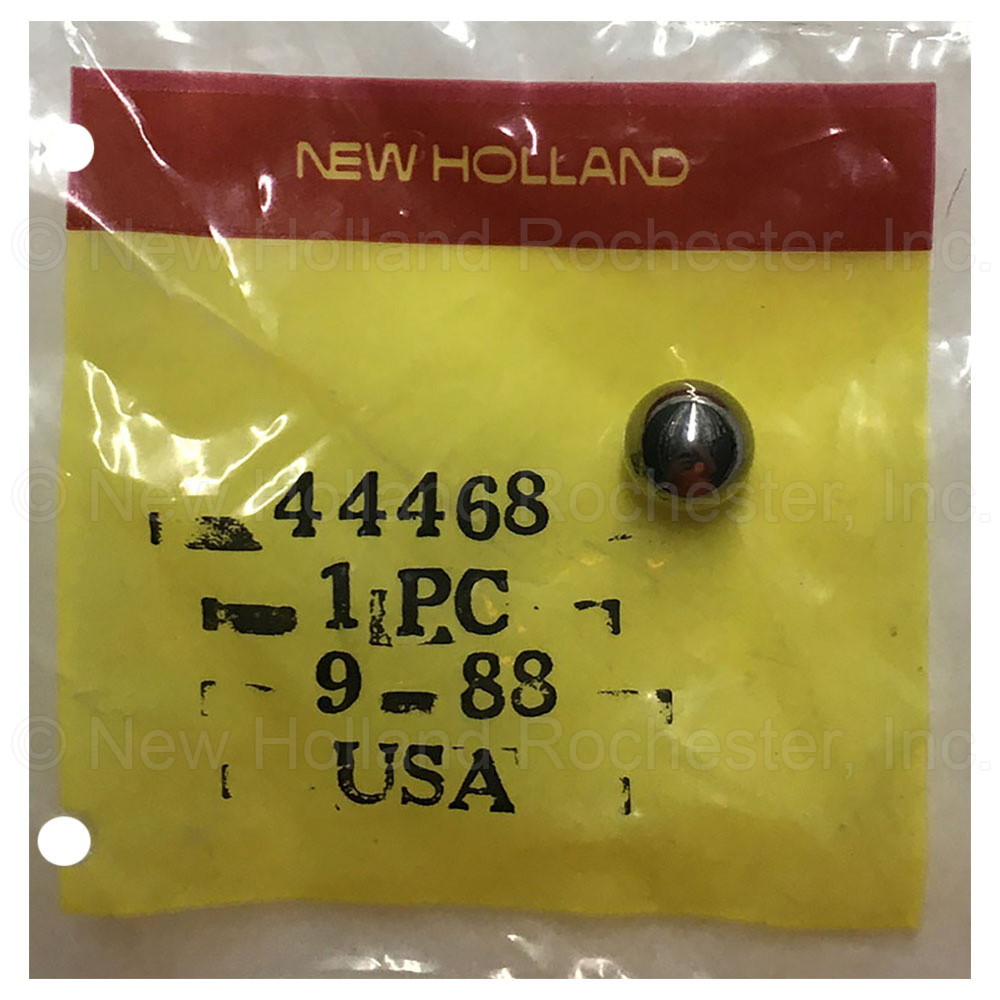 NEW HOLLAND
© New Holland Rochester, Inc.
44468
© New Holland Rochester, Inc.
1 PC
9-88
© New Holland Rochester, Inc.
USA